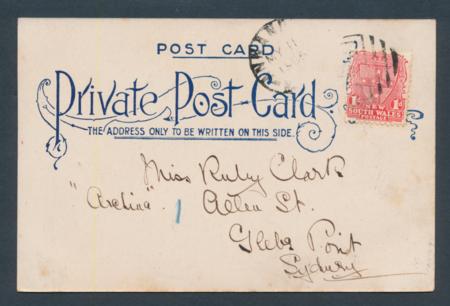 POST CARD
Private Post-Card
THE ADDRESS ONLY TO BE WRITTEN ON THIS SIDE.
1d NEW 1d
SOUTH WALES
POSTAGE
Miss Ruby Clark
"Avelina". Allen St.
Glebe Point
Sydney